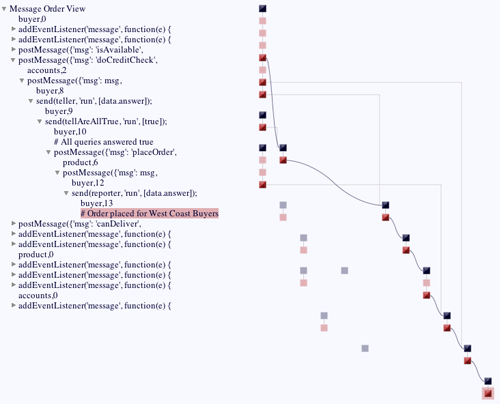 Message Order View
buyer,0
addEventListener('message', function(e) {
addEventListener('message', function(e) {
postMessage({'msg': 'isAvailable',
postMessage({'msg': 'doCreditCheck',
accounts,2
postMessage({'msg': msg,
buyer,8
send(teller, 'run', [data.answer]);
buyer,9
send(tellAreAllTrue, 'run', [true]);
buyer,10
# All queries answered true
postMessage({'msg': 'placeOrder',
product,6
postMessage({'msg': msg,
buyer,12
send(reporter, 'run', [data.answer]);
buyer,13
# Order placed for West Coast Buyers
postMessage({'msg': 'canDeliver',
addEventListener('message', function(e) {
addEventListener('message', function(e) {
product,0
addEventListener('message', function(e) {
addEventListener('message', function(e) {
addEventListener('message', function(e) {
accounts,0
addEventListener('message', function(e) {